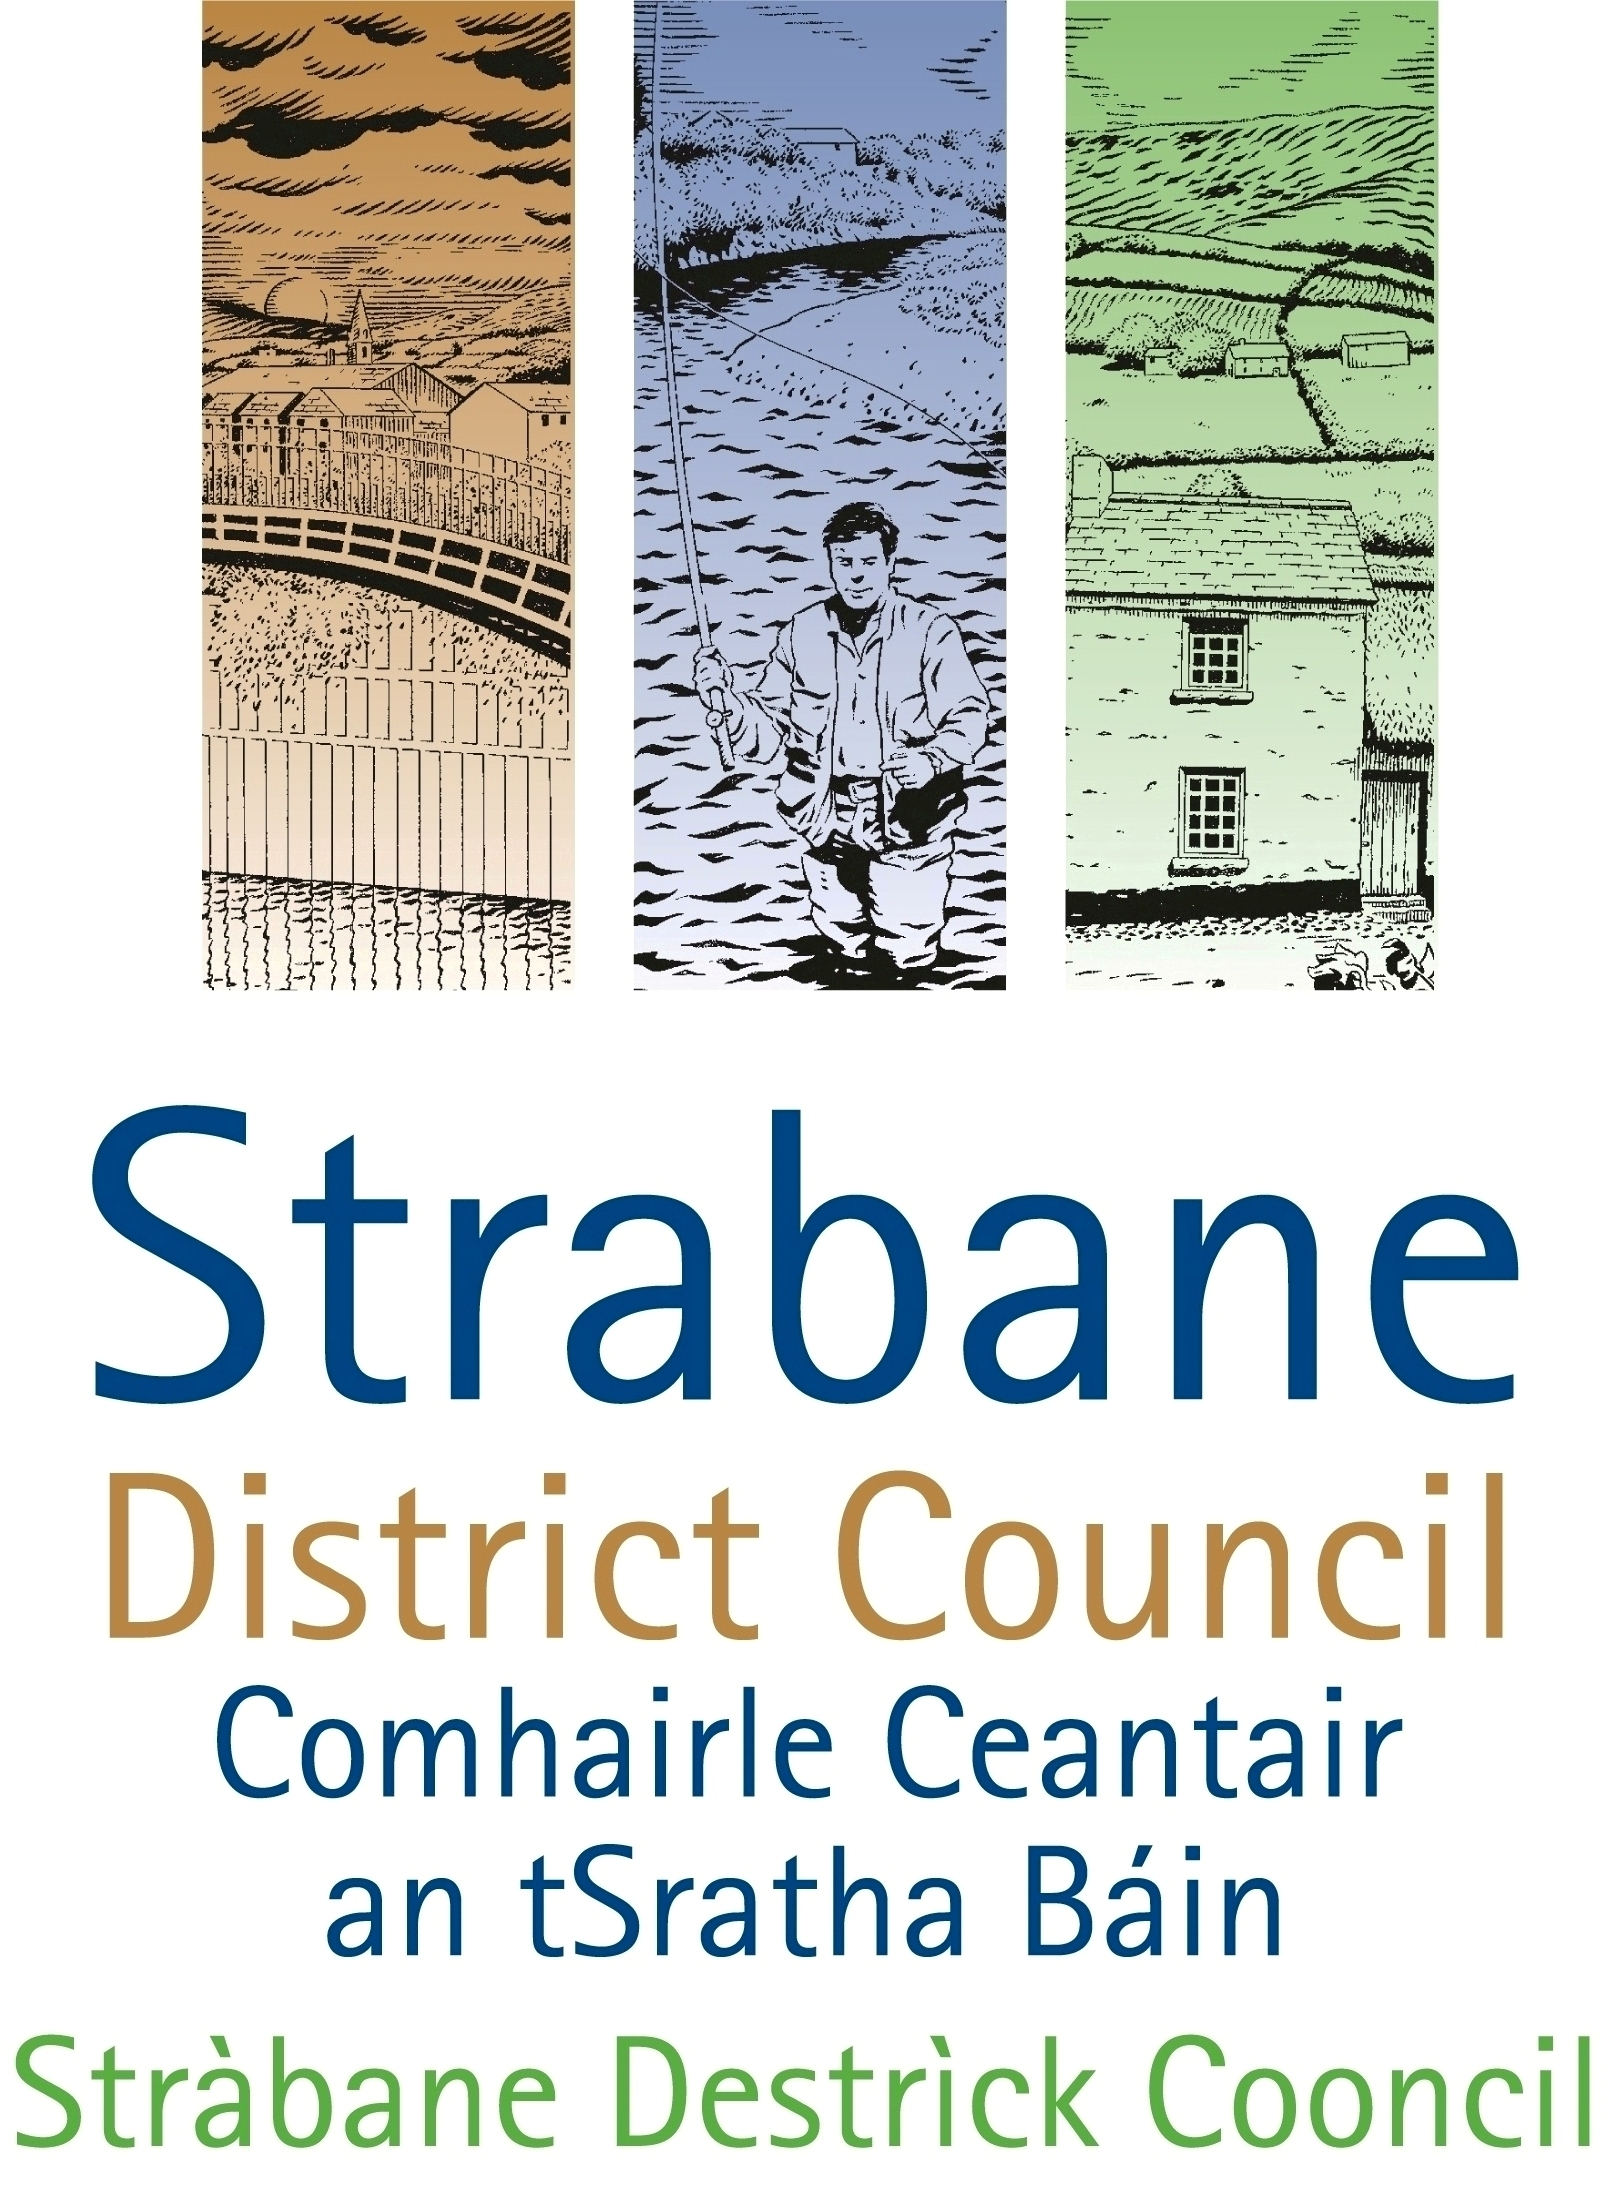 Strabane
District Council
Comhairle Ceantair
an tSratha Báin
Stràbane Destrìck Cooncil